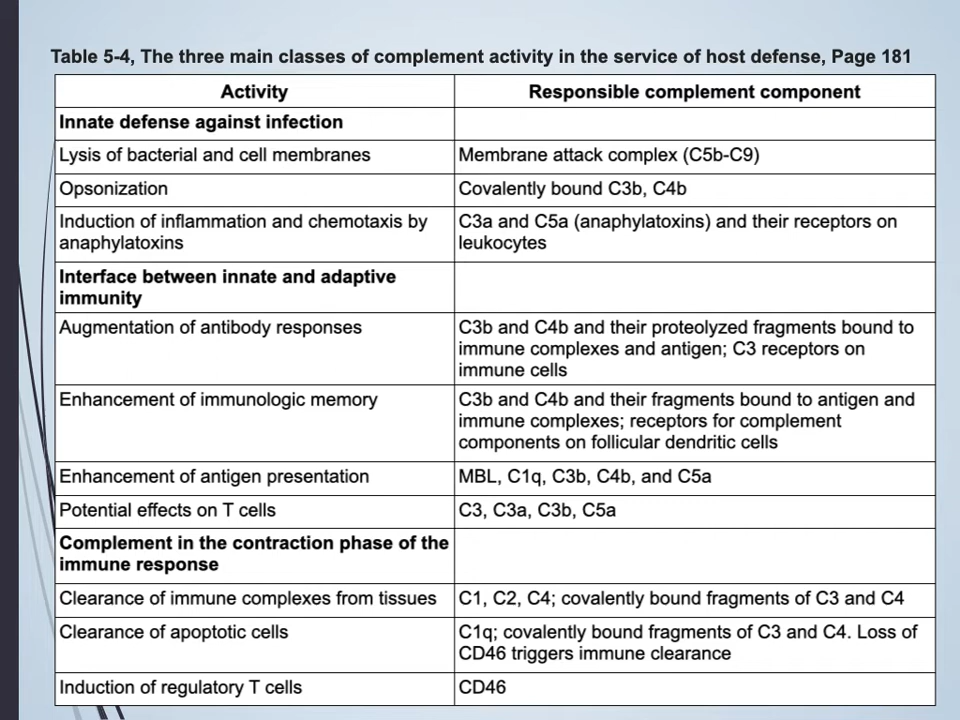 Table 5-4, The three main classes of complement activity in the service of host defense, Page 181
Activity
Responsible complement component
Innate defense against infection
Lysis of bacterial and cell membranes
Membrane attack complex (C5b-C9)
Opsonization
Covalently bound C3b, C4b
Induction of inflammation and chemotaxis by
anaphylatoxins
C3a and C5a (anaphylatoxins) and their receptors on
leukocytes
Interface between innate and adaptive
immunity
Augmentation of antibody responses
C3b and C4b and their proteolyzed fragments bound to
immune complexes and antigen; C3 receptors on
immune cells
Enhancement of immunologic memory
C3b and C4b and their fragments bound to antigen and
immune complexes; receptors for complement
components on follicular dendritic cells
Enhancement of antigen presentation
MBL, C1q, C3b, C4b, and C5a
Potential effects on T cells
C3, C3a, C3b, C5a
Complement in the contraction phase of the
immune response
Clearance of immune complexes from tissues
C1, C2, C4; covalently bound fragments of C3 and C4
Clearance of apoptotic cells
C1q; covalently bound fragments of C3 and C4. Loss of
CD46 triggers immune clearance
Induction of regulatory T cells
CD46